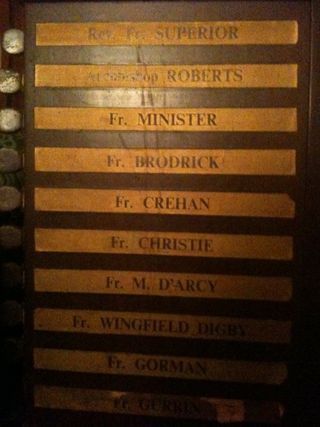 Rev. Fr. SUPERIOR
Archbishop ROBERTS
Fr. MINISTER
Fr. BRODRICK
Fr. CREHAN
Fr. CHRISTIE
Fr. M. D'ARCY
Fr. WINGFIELD DIGBY
Fr. GORMAN
Fr. GURRIN